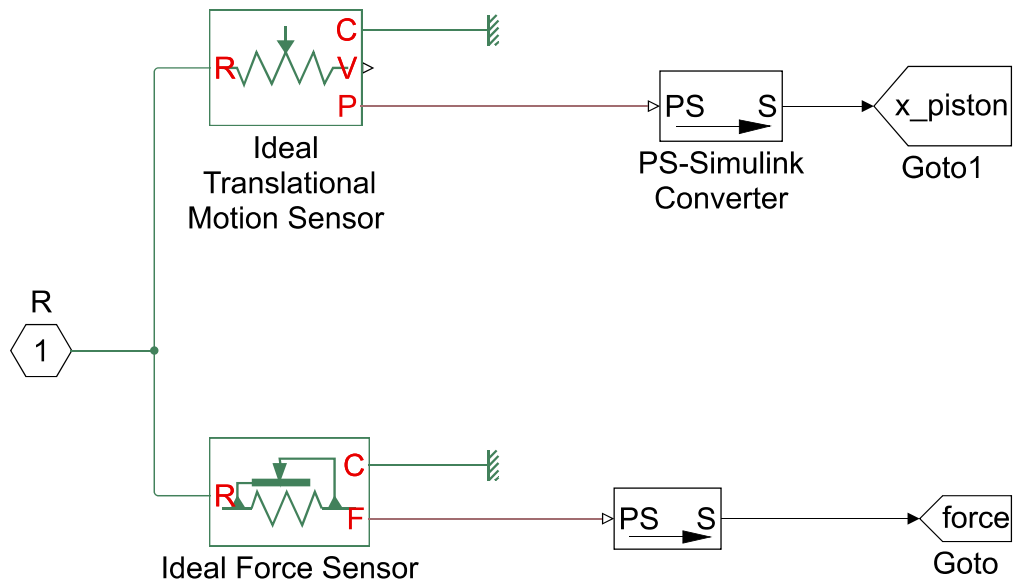 C
R
V
P
Ideal
Translational
Motion Sensor
PS S
PS-Simulink
Converter
x_piston
Goto1
R
1
C
R
F
Ideal Force Sensor
PS S
force
Goto